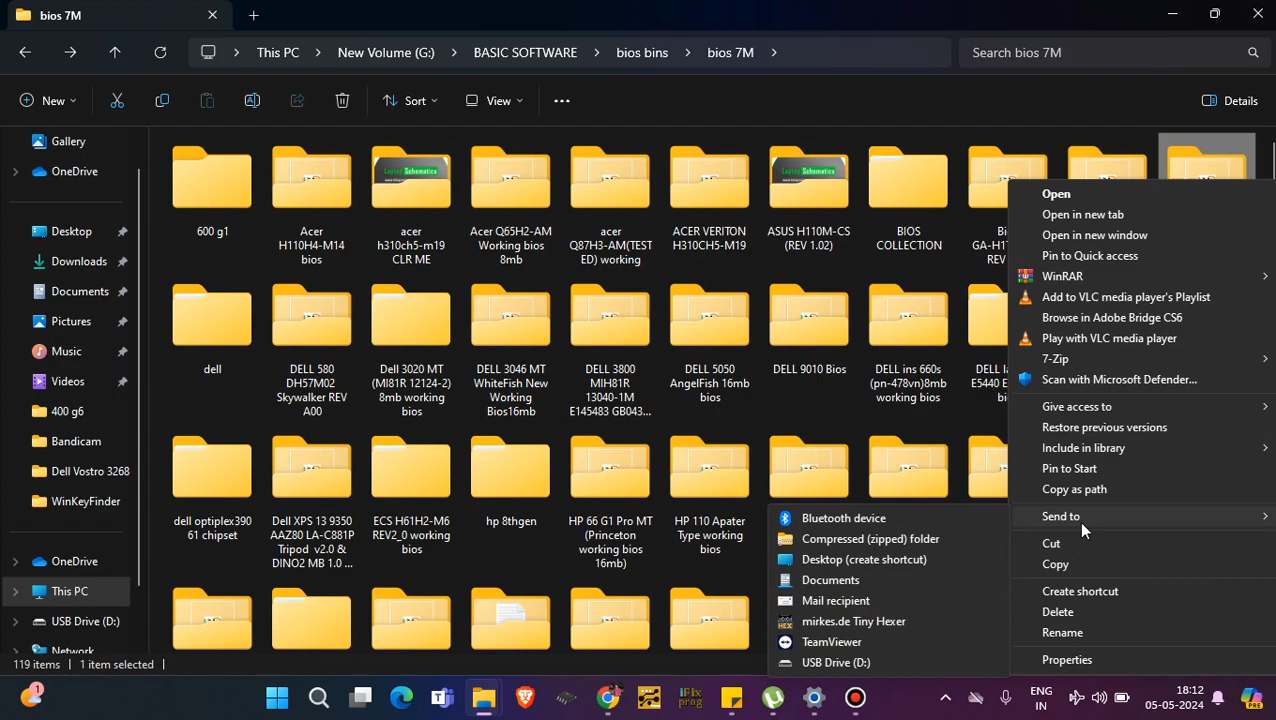 bios 7M
This PC
New Volume (G:)
BASIC SOFTWARE
bios bins
bios 7M
Search bios 7M
New
Sort
View
Details
Gallery
OneDrive
Desktop
Downloads
Documents
Pictures
Music
Videos
400 g6
Bandicam
Dell Vostro 3268
WinKeyFinder
OneDrive
This PC
USB Drive (D:)
Network
600 g1
Acer
H110H4-M14
bios
acer
h310ch5-m19
CLR ME
Acer Q65H2-AM
Working bios
8mb
acer
Q87H3-AM(TEST
ED) working
ACER VERITON
H310CH5-M19
ASUS H110M-CS
(REV 1.02)
BIOS
COLLECTION
GA-H1
REV
dell
DELL 580
DH57M02
Skywalker REV
A00
Dell 3020 MT
(MI81R 12124-2)
8mb working
bios
DELL 3046 MT
WhiteFish New
Working
Bios16mb
DELL 3800
MIH81R
13040-1M
E145483 GB043...
DELL 5050
AngelFish 16mb
bios
DELL 9010 Bios
DELL ins 660s
(pn-478vn)8mb
working bios
DELL l
E5440 E
dell optiplex390
61 chipset
Dell XPS 13 9350
AAZ80 LA-C881P
Tripod v2.0 &
DINO2 MB 1.0 ...
ECS H61H2-M6
REV2_0 working
bios
hp 8thgen
HP 66 G1 MT
(Princeton
working bios
16mb)
HP 110 Apater
Type working
bios
Open
Open in new tab
Open in new window
Pin to Quick access
WinRAR
Add to VLC media player's Playlist
Browse in Adobe Bridge CS6
Play with VLC media player
7-Zip
Scan with Microsoft Defender...
Give access to
Restore previous versions
Include in library
Pin to Start
Copy as path
Send to
Cut
Copy
Create shortcut
Delete
Rename
Properties
Bluetooth device
Compressed (zipped) folder
Desktop (create shortcut)
Documents
Mail recipient
mirkes.de Tiny Hexer
TeamViewer
USB Drive (D:)
119 items
1 item selected
1
iFix
prog
ENG
IN
18:12
05-05-2024
PRE